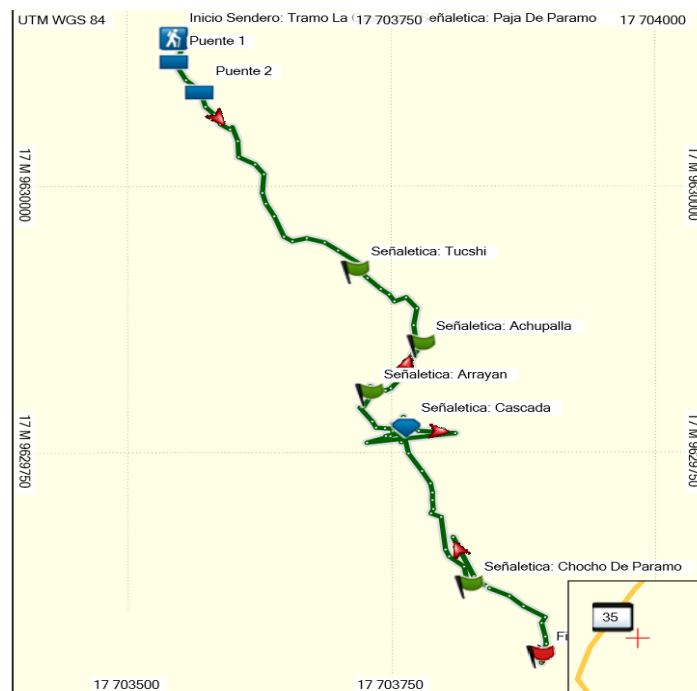 UTM WGS 84
Inicio Sendero: Tramo La
Señaletica: Paja De Paramo
17 703750
17 704000
Puente 1
Puente 2
17 M 9630000
17 M 9630000
Señaletica: Tucshi
Señaletica: Achupalla
Señaletica: Arrayan
Señaletica: Cascada
17 M 9629750
17 M 9629750
Señaletica: Chocho De Paramo
35
17 703500
17 703750